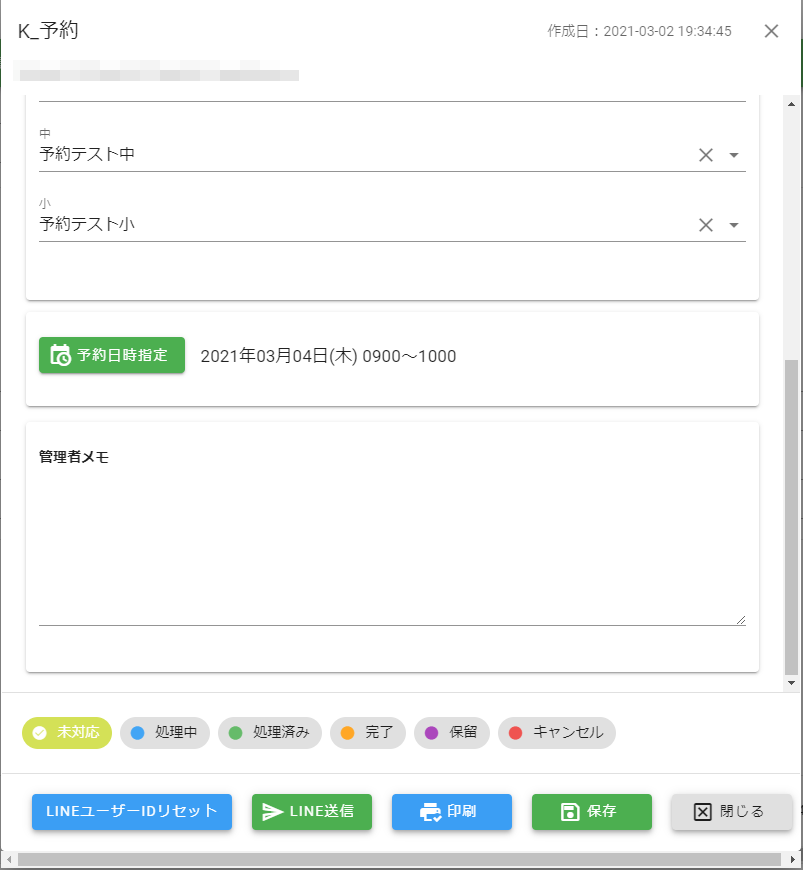 K_予約
作成日：2021-03-02 19:34:45
中
予約テスト中
小
予約テスト小
予約日時指定 2021年03月04日(木) 0900～1000
管理者メモ
未対応 処理中 処理済み 完了 保留 キャンセル
LINEユーザーIDリセット LINE送信 印刷 保存 閉じる